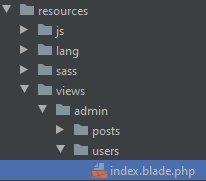 resources
js
lang
sass
views
admin
posts
users
index.blade.php